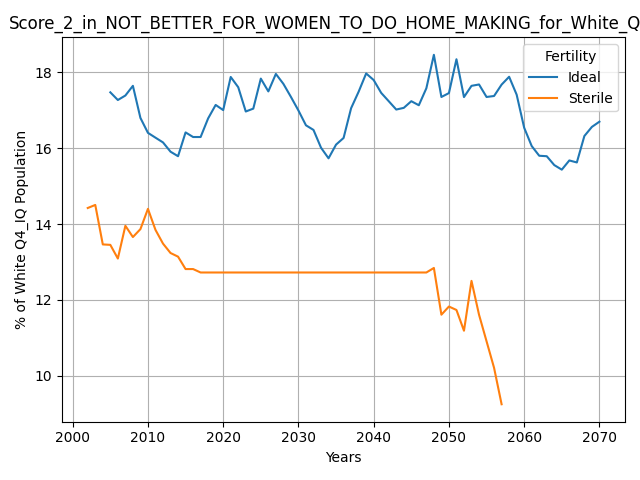 Score_2_in_NOT_BETTER_FOR_WOMEN_TO_DO_HOME_MAKING_for_White_Q
Fertility
Ideal
Sterile
% of White Q4_IQ Population
18
16
14
12
10
2000 2010 2020 2030 2040 2050 2060 2070
Years